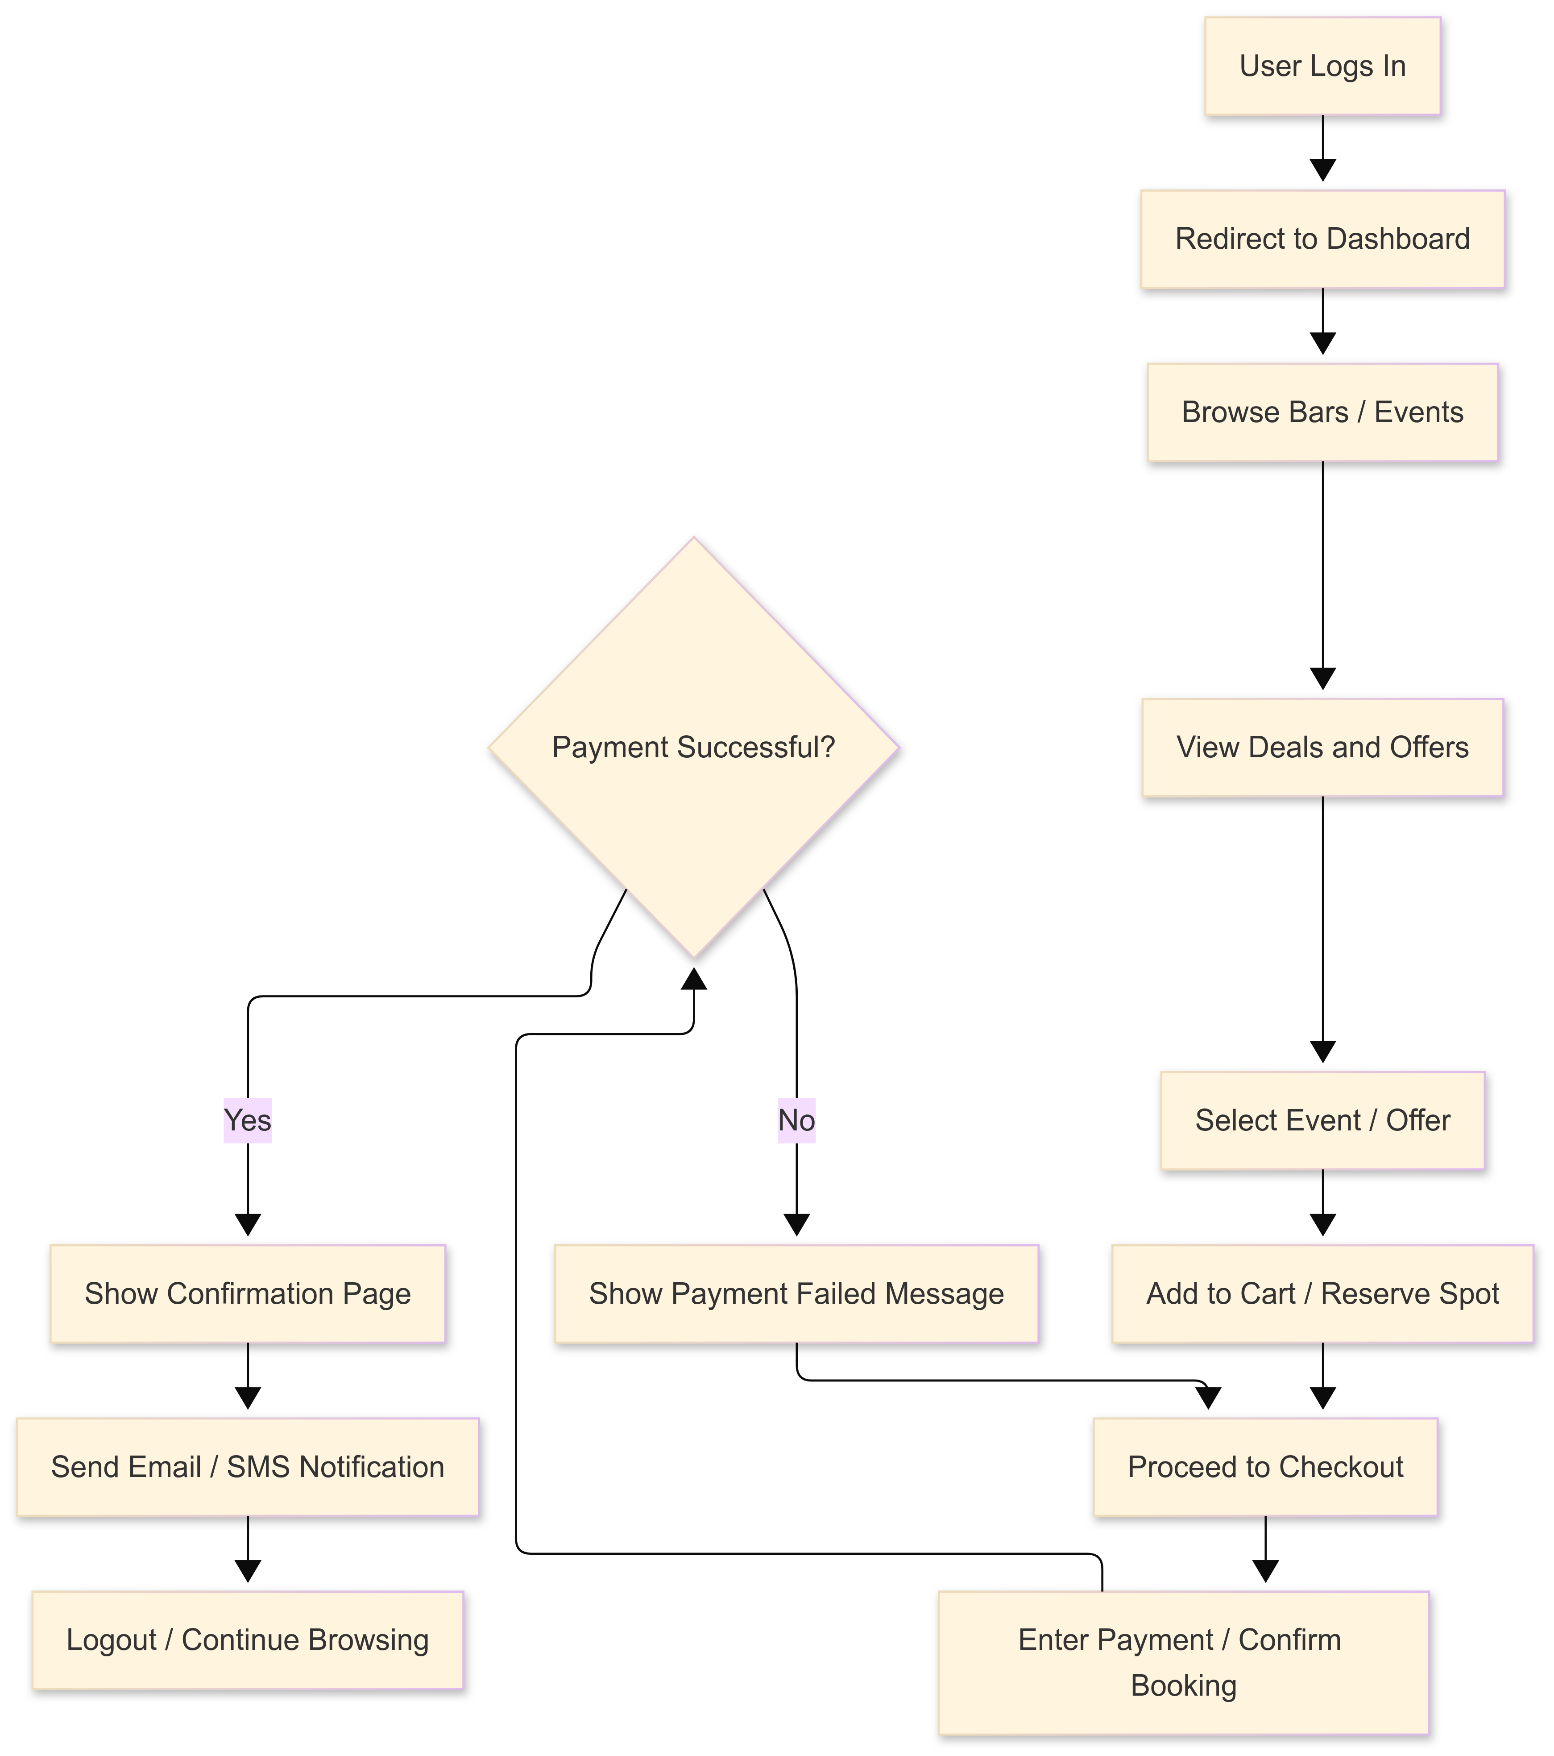 User Logs In
Redirect to Dashboard
Browse Bars / Events
Payment Successful?
View Deals and Offers
Yes
No
Select Event / Offer
Show Confirmation Page
Show Payment Failed Message
Add to Cart / Reserve Spot
Send Email / SMS Notification
Proceed to Checkout
Logout / Continue Browsing
Enter Payment / Confirm
Booking